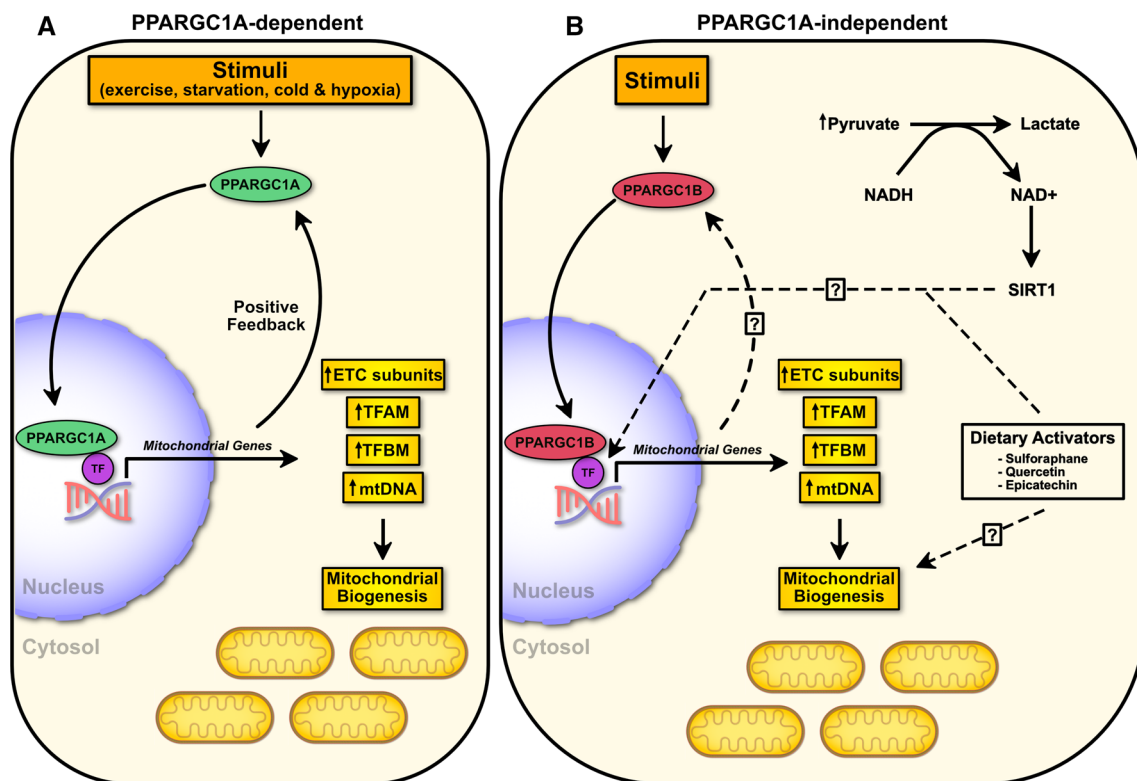 A
PPARGC1A-dependent
Stimuli
(exercise, starvation, cold & hypoxia)
PPARGC1A
Positive
Feedback
↑ETC subunits
↑TFAM
↑TFBM
↑mtDNA
PPARGC1A
TF
Mitochondrial Genes
Mitochondrial
Biogenesis
Nucleus
Cytosol
B
PPARGC1A-independent
Stimuli
↑Pyruvate
Lactate
NADH
NAD+
PPARGC1B
SIRT1
?
?
↑ETC subunits
↑TFAM
↑TFBM
↑mtDNA
PPARGC1B
TF
Mitochondrial Genes
Dietary Activators
- Sulforaphane
- Quercetin
- Epicatechin
?
Mitochondrial
Biogenesis
Nucleus
Cytosol